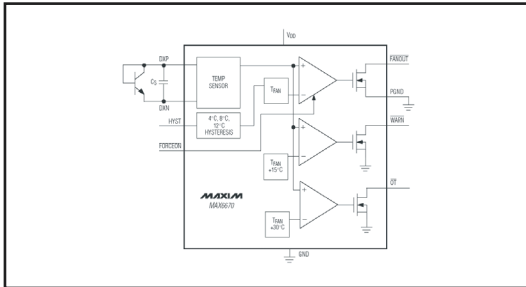 VDD
DXP
FANOUT
TEMP
SENSOR
CS
TFAN
PGND
DXN
WARN
HYST
4°C, 8°C,
12°C
HYSTERESIS
FORCEON
TFAN
+15°C
OT
MAXIM
MAX6670
TFAN
+30°C
GND